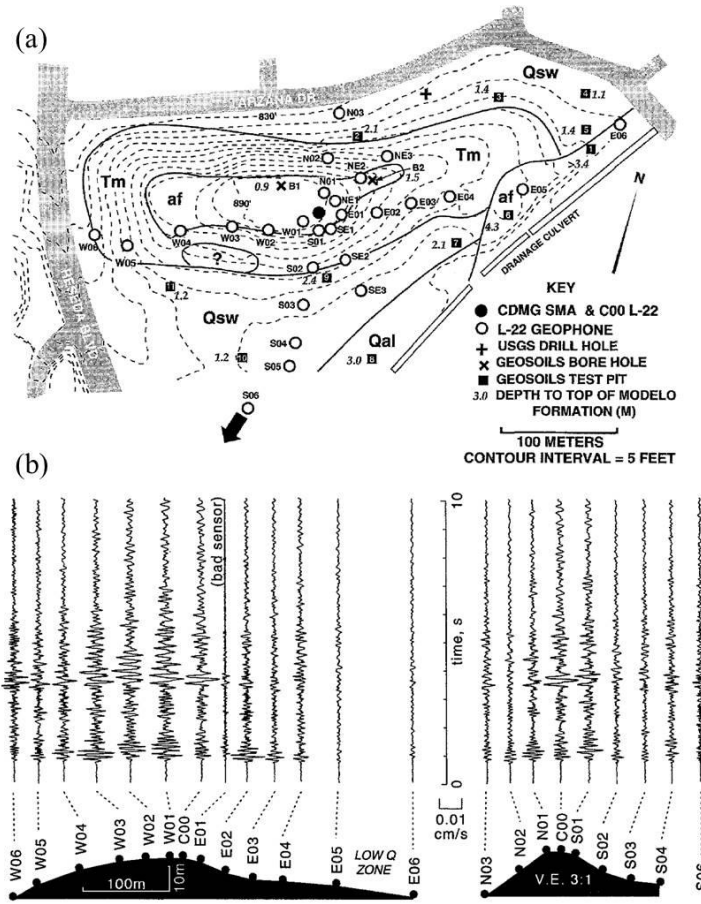 (a)
TARZANA DR.
Qsw
830'
N03
2.1
2
1.4
3
4
1.1
1.4
5
1
E06
>3.4
N02
NE3
NE2
B2
Tm
Tm
af
0.9
B1
1.5
N01
NE1
890'
E01
E02
E03
E04
E05
af
6
4.3
W06
W05
W04
W03
W02
W01
S01
SE1
?
S02
SE2
2.4
9
2.1
7
11
1.2
SE3
S03
Qsw
S04
1.2
10
S05
Qal
3.0
8
S06
RESEDA BLVD.
DRAINAGE CULVERT
N
KEY
CDMG SMA & C00 L-22
L-22 GEOPHONE
USGS DRILL HOLE
GEOSOILS BORE HOLE
GEOSOILS TEST PIT
3.0 DEPTH TO TOP OF MODELO
FORMATION (M)
100 METERS
CONTOUR INTERVAL = 5 FEET
(b)
(bad sensor)
10
time, s
0
0.01
cm/s
W06
W05
W04
W03
W02
W01
C00
E01
E02
E03
E04
E05
E06
LOW Q
ZONE
100m
10m
N03
N02
N01
C00
S01
S02
S03
S04
S06
V.E. 3:1